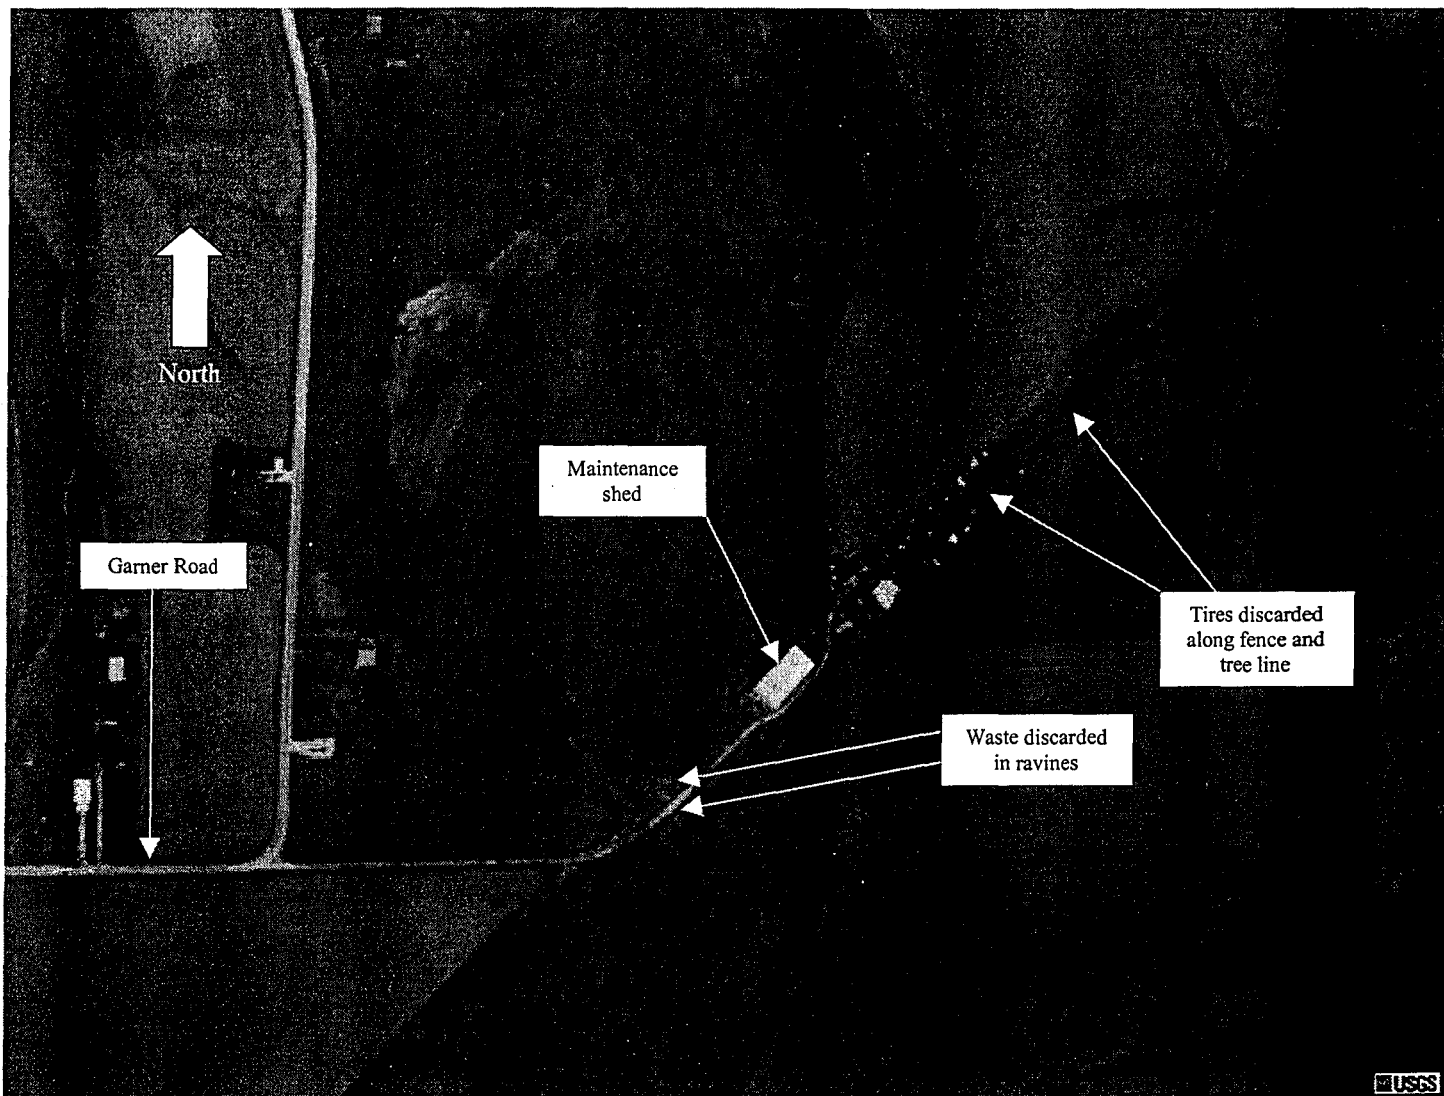 North
Maintenance
shed
Garner Road
Tires discarded
along fence and
tree line
Waste discarded
in ravines
USGS